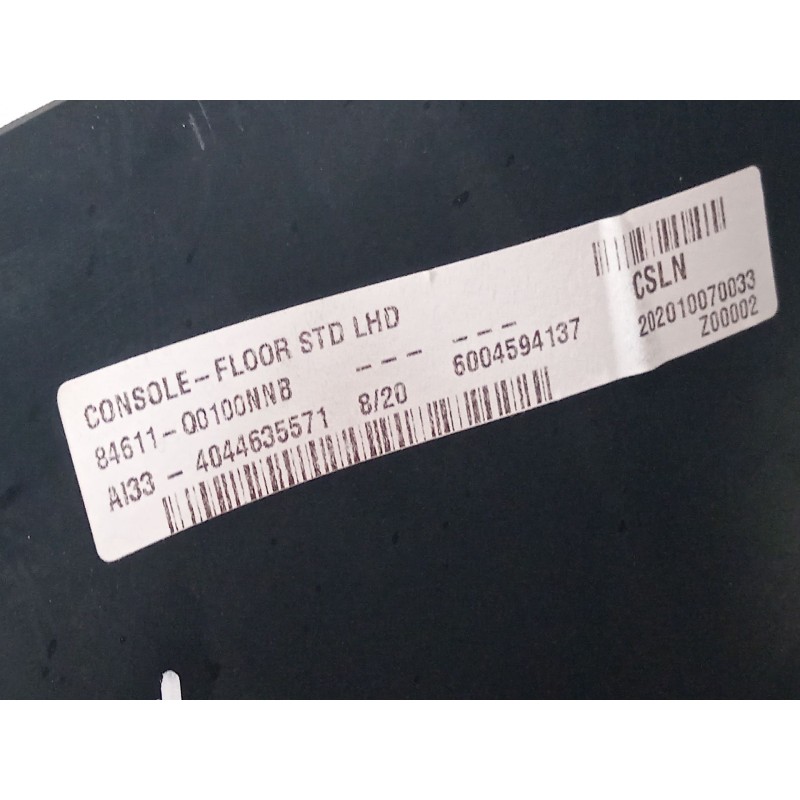 CONSOLE-FLOOR STD LHD
84611-Q0100NNB --- ---
AI33 - 4044635571 8/20 6004594137
CSLN
202010070033
Z00002